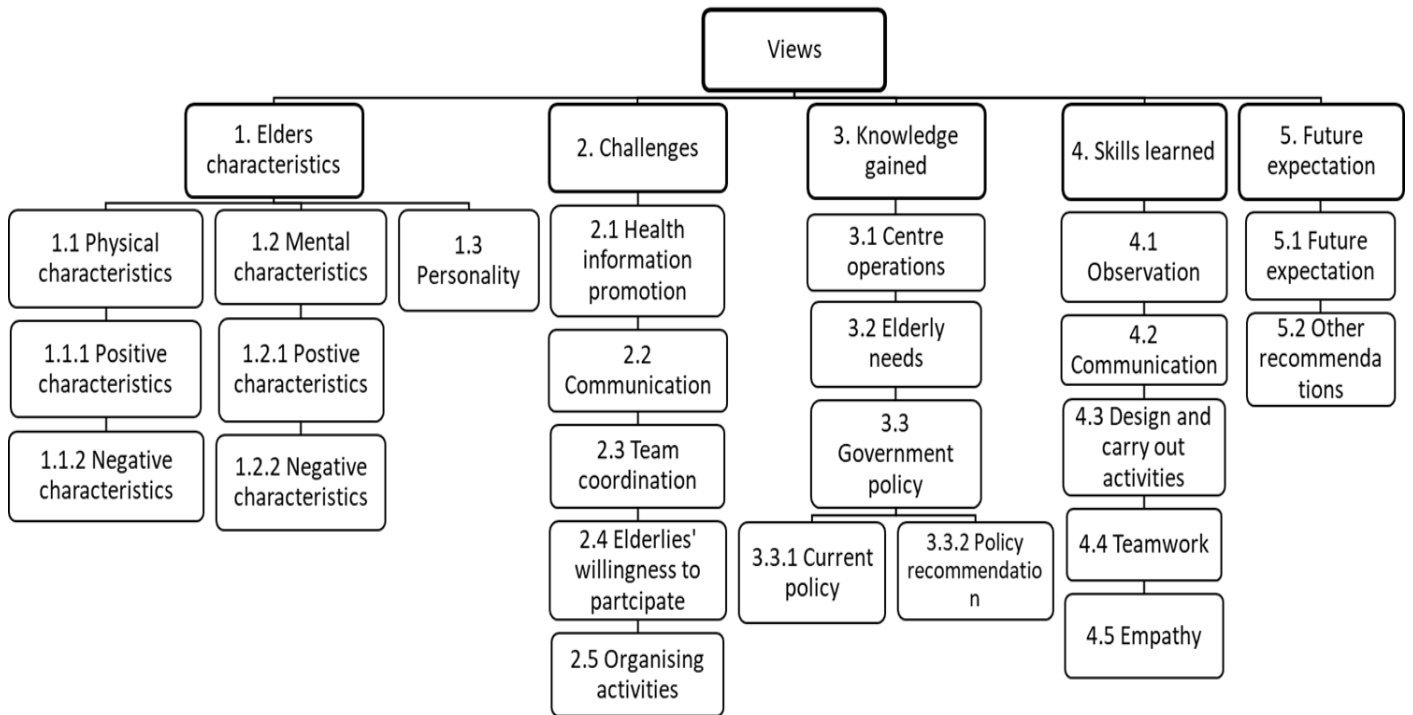 Views
1. Elders
characteristics
1.1 Physical
characteristics
1.1.1 Positive
characteristics
1.1.2 Negative
characteristics
1.2 Mental
characteristics
1.2.1 Postive
characteristics
1.2.2 Negative
characteristics
1.3
Personality
2. Challenges
2.1 Health
information
promotion
2.2
Communication
2.3 Team
coordination
2.4 Elderlies'
willingness to
partcipate
2.5 Organising
activities
3. Knowledge
gained
3.1 Centre
operations
3.2 Elderly
needs
3.3
Government
policy
3.3.1 Current
policy
3.3.2 Policy
recommendatio
n
4. Skills learned
4.1
Observation
4.2
Communication
4.3 Design and
carry out
activities
4.4 Teamwork
4.5 Empathy
5. Future
expectation
5.1 Future
expectation
5.2 Other
recommenda
tions